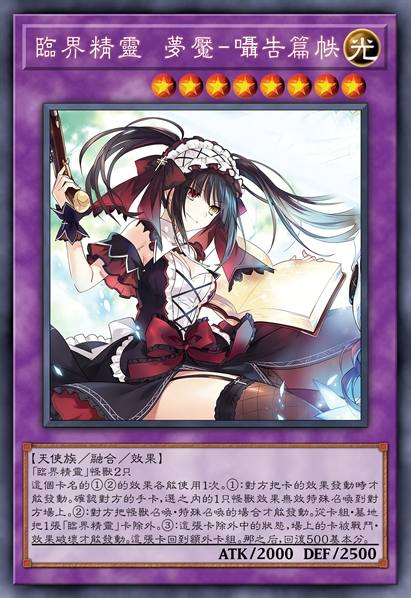 臨界精靈 夢魘-囁告篇帙
光
【天使族／融合／效果】
「臨界精靈」怪獸2只
這個卡名的①②的效果各能使用1次。①：對方把卡的效果發動時才
能發動。確認對方的手卡，選之内的1只怪獸效果無效特殊召喚到對
方場上。②：對方把怪獸召喚・特殊召喚的場合才能發動。從卡組・墓地
把1張「臨界精靈」卡除外。③：這張卡除外中的狀態，場上的卡被戰鬥・
效果破壞才能發動。這張卡回到額外卡組。那之后，回復500基本分。
ATK/2000 DEF/2500